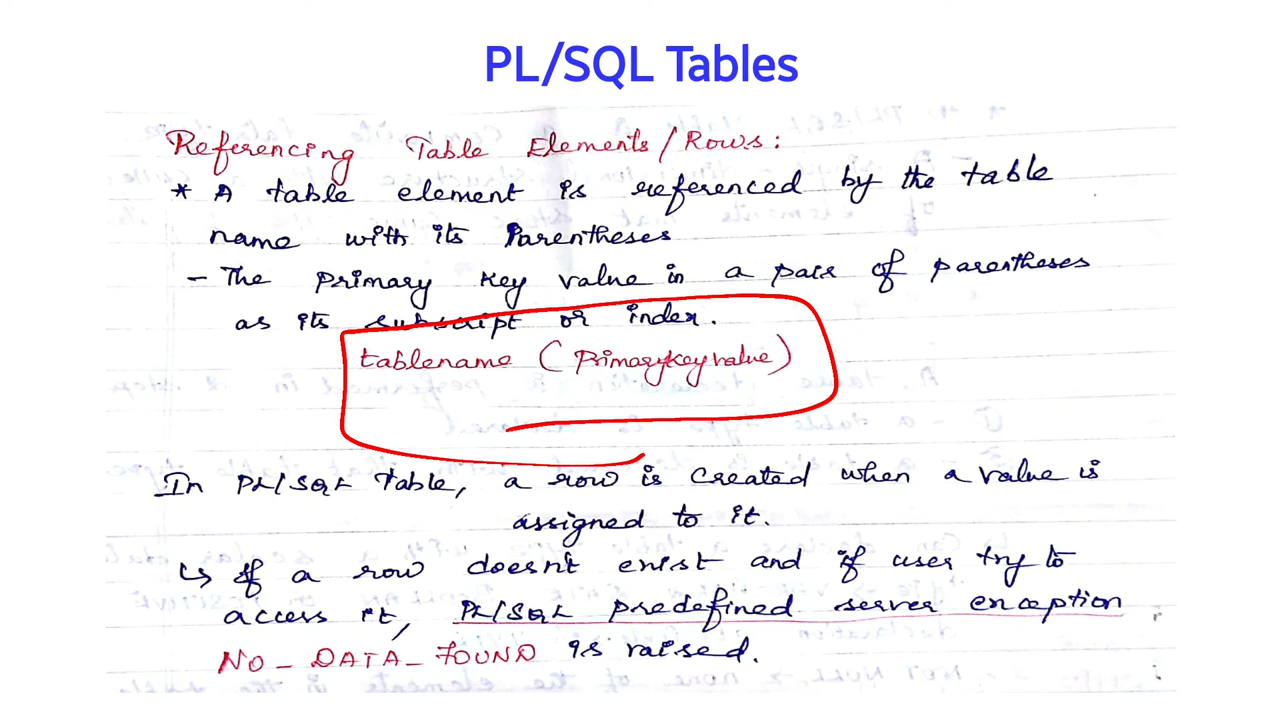 PL/SQL Tables
Referencing Table Elements/Rows:
* A table element is referenced by the table
name with its Parentheses
- The primary key value in a pair of parentheses
as its subscript or index.
tablename (Primarykeyvalue)
In PL/SQL Table, a row is created when a value is
assigned to it.
↳ If a row doesn't exist and if user try to
access it, PL/SQL predefined server exception
NO_DATA_FOUND is raised.